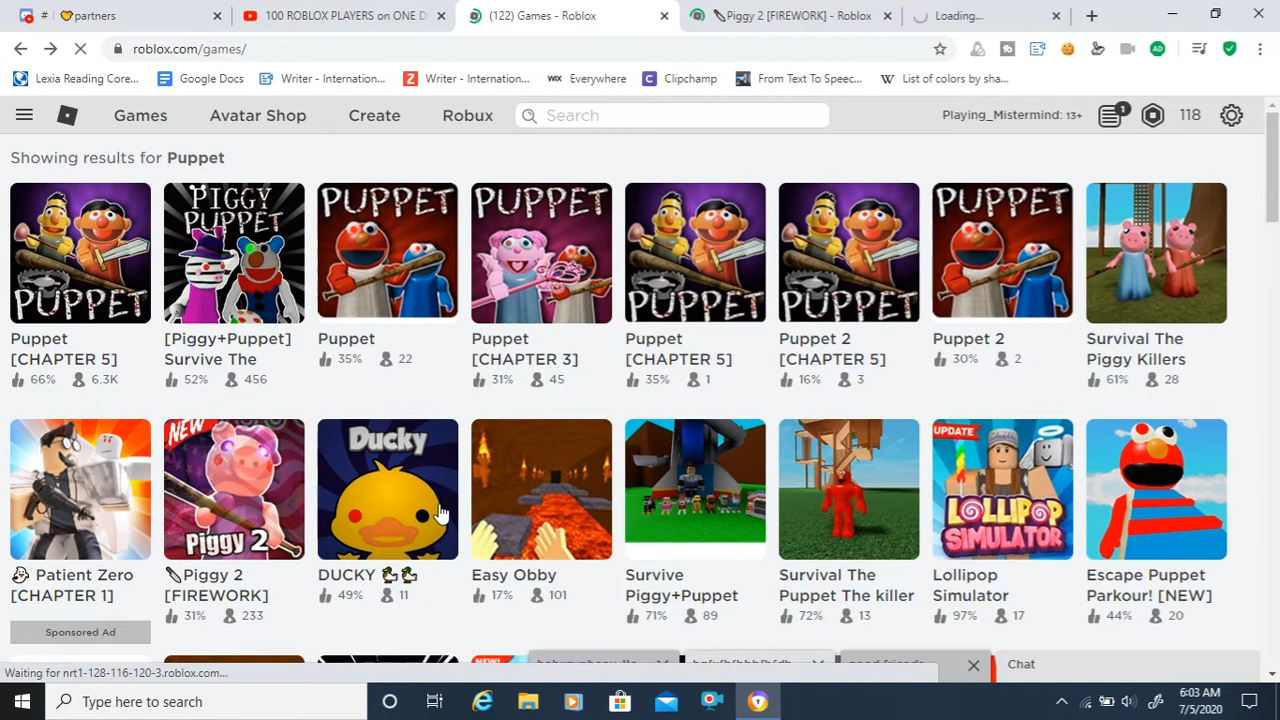 # | 💛partners
100 ROBLOX PLAYERS on ONE D
(122) Games - Roblox
🔪Piggy 2 [FIREWORK] - Roblox
Loading...
roblox.com/games/
Lexia Reading Core...
Google Docs
Writer - Internation...
Writer - Internation...
WIX Everywhere
Clipchamp
From Text To Speec...
W List of colors by sha...
Games
Avatar Shop
Create
Robux
Search
Playing_Mistermind: 13+
1
118
Showing results for Puppet
PUPPET
PIGGY
PUPPET
PUPPET
PUPPET
PUPPET
PUPPET
PUPPET
Puppet
[CHAPTER 5]
66% 6.3K
[Piggy+Puppet]
Survive The
52% 456
Puppet
35% 22
Puppet
[CHAPTER 3]
31% 45
Puppet
[CHAPTER 5]
35% 1
Puppet 2
[CHAPTER 5]
16% 3
Puppet 2
30% 2
Survival The
Piggy Killers
61% 28
NEW
Piggy 2
Ducky
UPDATE
LOLLIPOP
SIMULATOR
Patient Zero
[CHAPTER 1]
Sponsored Ad
🔪Piggy 2
[FIREWORK]
31% 233
DUCKY 🦆🦆
49% 11
Easy Obby
17% 101
Survive
Piggy+Puppet
71% 89
Survival The
Puppet The killer
72% 13
Lollipop
Simulator
97% 17
Escape Puppet
Parkour! [NEW]
44% 20
NEW!
Chat
Waiting for nrt1-128-116-120-3.roblox.com...
Type here to search
6:03 AM
7/5/2020